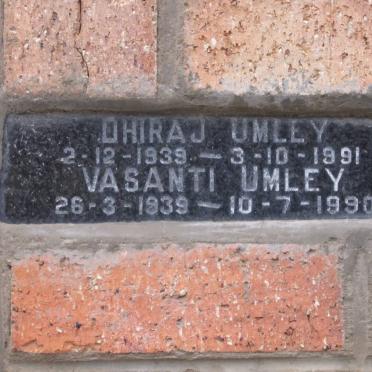 DHIRAJ UMLEY
2-12-1939 — 3-10-1991
VASANTI UMLEY
26-3-1939 — 10-7-1990